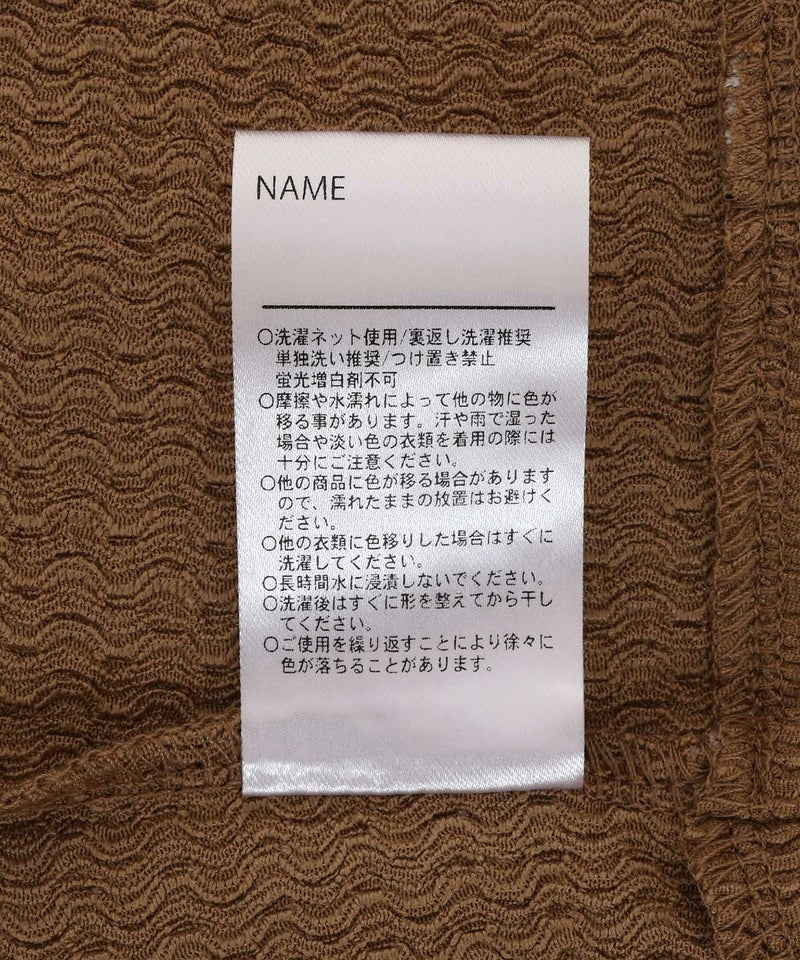 NAME
○洗濯ネット使用/裏返し洗濯推奨
単独洗い推奨/つけ置き禁止
蛍光増白剤不可
○摩擦や水濡れによって他の物に色が
移る事があります。汗や雨で湿った
場合や淡い色の衣類を着用の際には
十分にご注意ください。
○他の商品に色が移る場合があります
ので、濡れたままの放置はお避けく
ださい。
○他の衣類に色移りした場合はすぐに
洗濯してください。
○長時間水に浸漬しないでください。
○洗濯後はすぐに形を整えてから干し
てください。
○ご使用を繰り返すことにより徐々に
色が落ちることがあります。